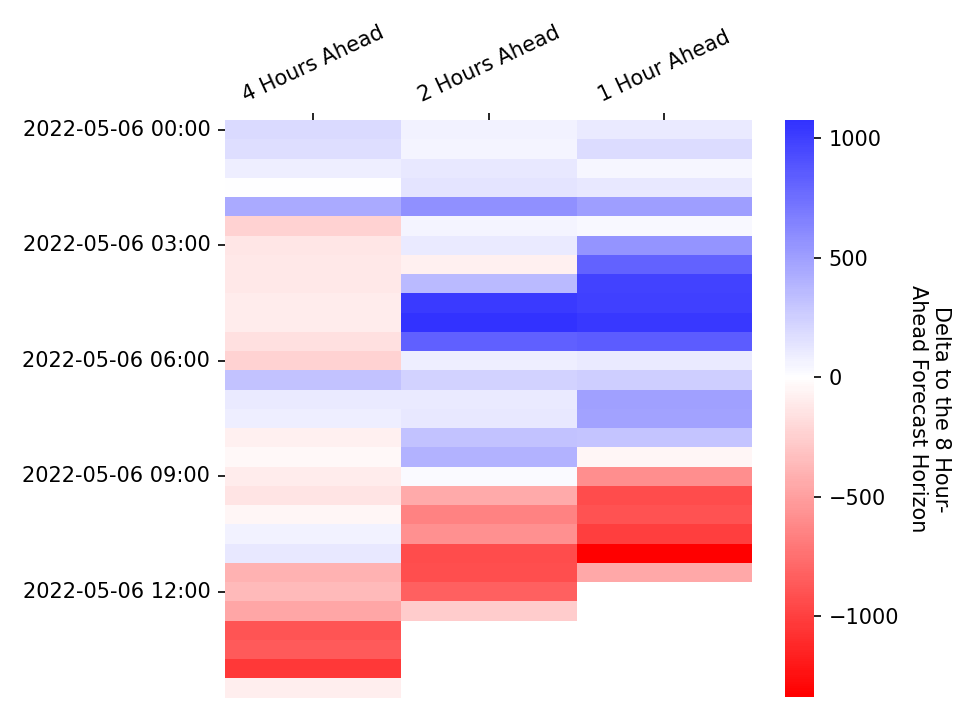 4 Hours Ahead
2 Hours Ahead
1 Hour Ahead
2022-05-06 00:00
2022-05-06 03:00
2022-05-06 06:00
2022-05-06 09:00
2022-05-06 12:00
1000
500
0
−500
−1000
Delta to the 8 Hour-
Ahead Forecast Horizon